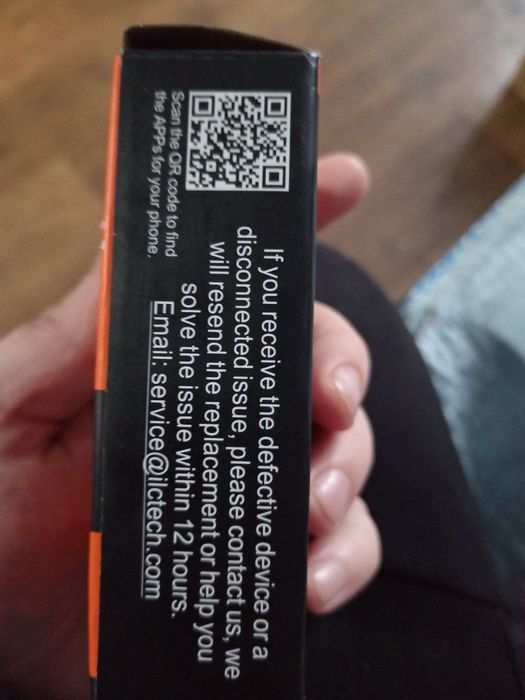 Scan the QR code to find
the APPs for your phone.
If you receive the defective device or a
disconnected issue, please contact us, we
will resend the replacement or help you
solve the issue within 12 hours.
Email: service@ilctech.com